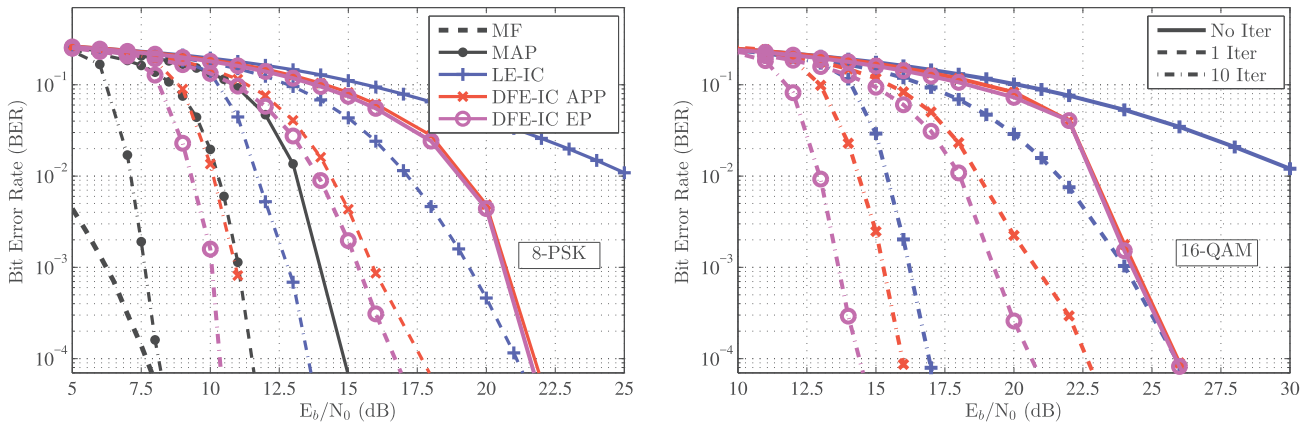 Bit Error Rate (BER)
10⁻¹
10⁻²
10⁻³
10⁻⁴
5
7.5
10
12.5
15
17.5
20
22.5
25
E_b/N_0 (dB)
MF
MAP
LE-IC
DFE-IC APP
DFE-IC EP
8-PSK
Bit Error Rate (BER)
10⁻¹
10⁻²
10⁻³
10⁻⁴
10
12.5
15
17.5
20
22.5
25
27.5
30
E_b/N_0 (dB)
No Iter
1 Iter
10 Iter
16-QAM